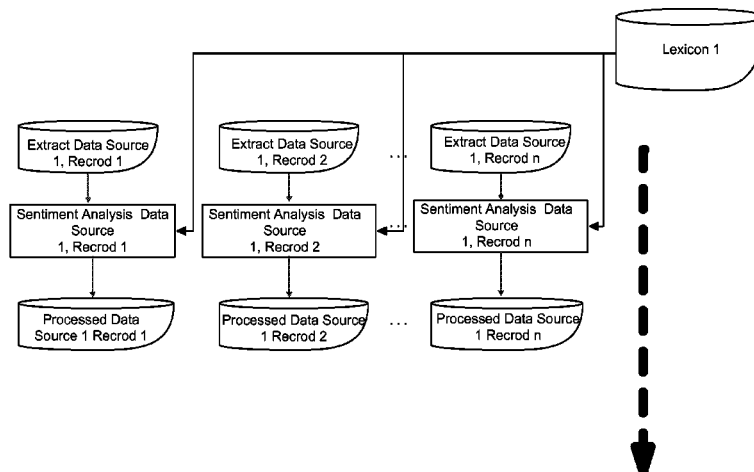 Lexicon 1
Extract Data Source
1, Recrod 1
Extract Data Source
1, Recrod 2
...
Extract Data Source
1, Recrod n
Sentiment Analysis Data
Source
1, Recrod 1
Sentiment Analysis Data
Source
1, Recrod 2
...
Sentiment Analysis Data
Source
1, Recrod n
Processed Data
Source 1 Recrod 1
Processed Data Source
1 Recrod 2
...
Processed Data Source
1 Recrod n